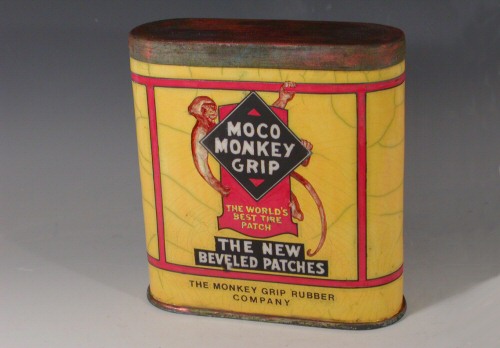 MOCO
MONKEY
GRIP
THE WORLD'S
BEST TIRE
PATCH
THE NEW
BEVELED PATCHES
THE MONKEY GRIP RUBBER
COMPANY